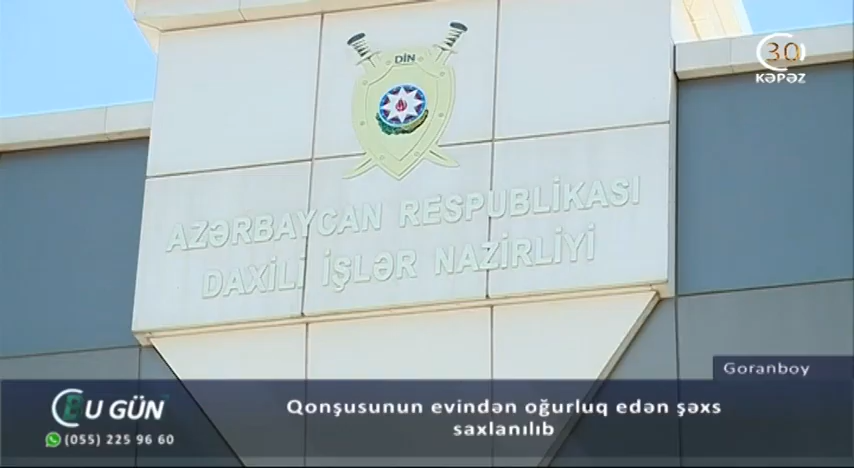 30
KƏPƏZ
DİN
AZƏRBAYCAN RESPUBLİKASI
DAXİLİ İŞLƏR NAZİRLİYİ
Goranboy
BU GÜN
(055) 225 96 60
Qonşusunun evindən oğurluq edən şəxs
saxlanılıb